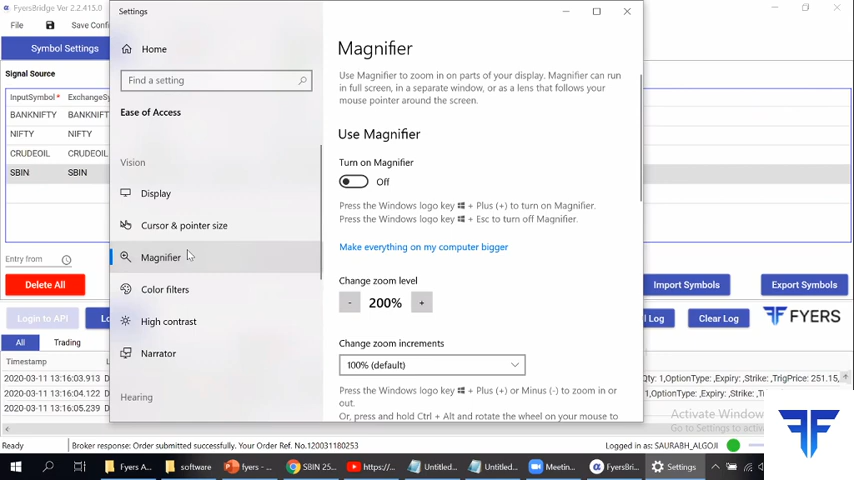 FyersBridge Ver 2.2.415.0
File
Save Confi
Symbol Settings
Signal Source
InputSymbol* ExchangeSy
BANKNIFTY BANKNIFT
NIFTY NIFTY
CRUDEOIL CRUDEOIL
SBIN SBIN
Entry from
Delete All
Import Symbols
Export Symbols
Login to API
Lo
l Log
Clear Log
FYERS
All
Trading
Timestamp
2020-03-11 13:16:03.913
Qty: 1,OptionType: ,Expiry: ,Strike: ,TrigPrice: 251.15,
2020-03-11 13:16:04.122
1,OptionType: ,Expiry: ,Strike: ,T
2020-03-11 13:16:05.239
Ready
Broker response: Order submitted successfully. Your Order Ref. No.120031180253
Logged in as: SAURABH_ALGOJI
Settings
Home
Find a setting
Ease of Access
Vision
Display
Cursor & pointer size
Magnifier
Color filters
High contrast
Narrator
Hearing
Magnifier
Use Magnifier to zoom in on parts of your display. Magnifier can run
in full screen, in a separate window, or as a lens that follows your
mouse pointer around the screen.
Use Magnifier
Turn on Magnifier
Off
Press the Windows logo key + Plus (+) to turn on Magnifier.
Press the Windows logo key + Esc to turn off Magnifier.
Make everything on my computer bigger
Change zoom level
- 200% +
Change zoom increments
100% (default)
Press the Windows logo key + Plus (+) or Minus (-) to zoom in or
out.
Or, press and hold Ctrl + Alt and rotate the wheel on your mouse to
Activate Window
Go to Settings to activ
Fyers A...
software
fyers - ...
SBIN 25...
https:/...
Untitled...
Untitled...
Meetin...
FyersBri...
Settings